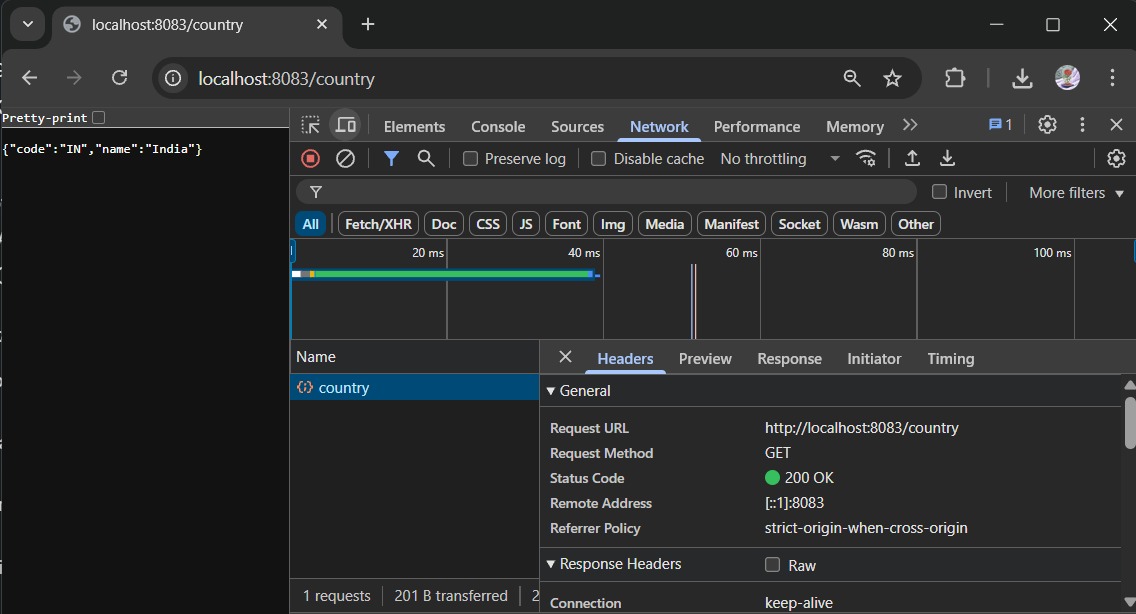 localhost:8083/country
localhost:8083/country
Pretty-print
{"code":"IN","name":"India"}
Elements Console Sources Network Performance Memory 1
Preserve log Disable cache No throttling
Invert More filters
All Fetch/XHR Doc CSS JS Font Img Media Manifest Socket Wasm Other
20 ms 40 ms 60 ms 80 ms 100 ms
Name
country
1 requests 201 B transferred 2
Headers Preview Response Initiator Timing
General
Request URL http://localhost:8083/country
Request Method GET
Status Code 200 OK
Remote Address [::1]:8083
Referrer Policy strict-origin-when-cross-origin
Response Headers Raw
Connection keep-alive